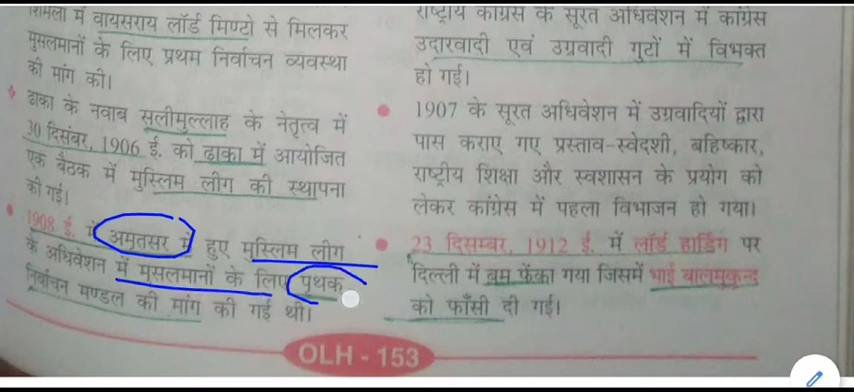 शिमला में वायसराय लॉर्ड मिण्टो से मिलकर
मुसलमानों के लिए प्रथम निर्वाचन व्यवस्था
की मांग की।
ढाका के नवाब सलीमुल्लाह के नेतृत्व में
30 दिसंबर, 1906 ई. को ढाका में आयोजित
एक बैठक में मुस्लिम लीग की स्थापना
की गई।
1908 ई. में अमृतसर में हुए मुस्लिम लीग
के अधिवेशन में मुसलमानों के लिए पृथक
निर्वाचन मण्डल की मांग की गई थी।
राष्ट्रीय कांग्रेस के सूरत अधिवेशन में कांग्रेस
उदारवादी एवं उग्रवादी गुटों में विभक्त
हो गई।
1907 के सूरत अधिवेशन में उग्रवादियों द्वारा
पास कराए गए प्रस्ताव-स्वदेशी, बहिष्कार,
राष्ट्रीय शिक्षा और स्वशासन के प्रयोग को
लेकर कांग्रेस में पहला विभाजन हो गया।
23 दिसम्बर, 1912 ई. में लॉर्ड हार्डिंग पर
दिल्ली में बम फेंका गया जिसमें भाई बालमुकुन्द
को फाँसी दी गई।
OLH - 153